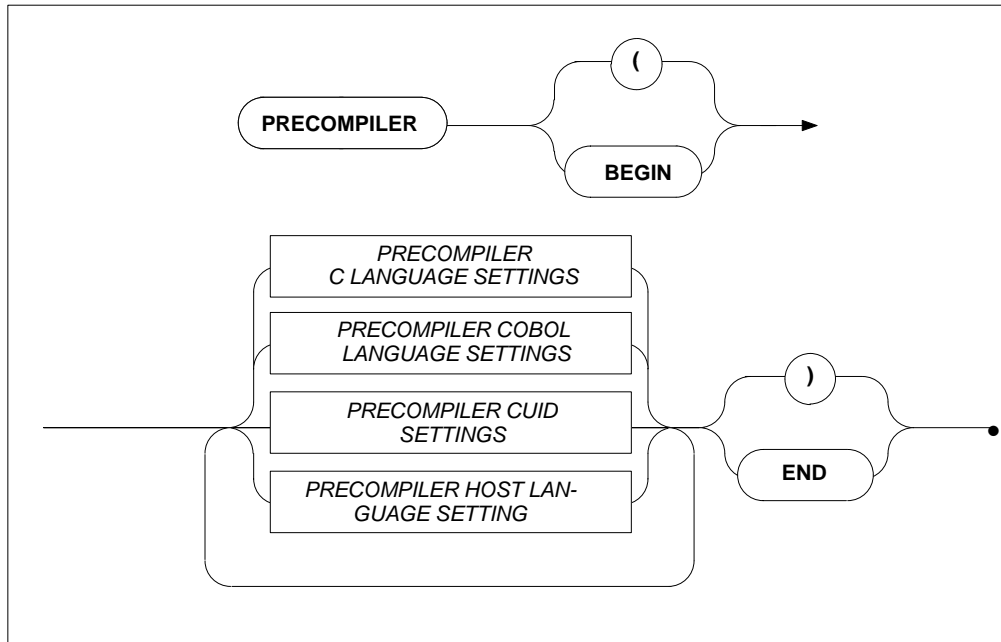 (
PRECOMPILER
BEGIN
PRECOMPILER
C LANGUAGE SETTINGS
PRECOMPILER COBOL
LANGUAGE SETTINGS
)
PRECOMPILER CUID
SETTINGS
END
PRECOMPILER HOST LAN-
GUAGE SETTING